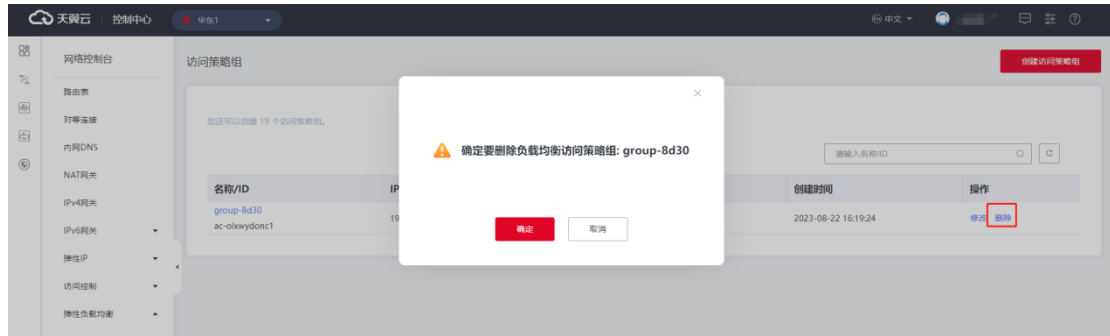 天翼云 控制中心 华东1 中文
网络控制台 访问策略组 创建访问策略组
路由表
对等连接 您还可以创建 19 个访问策略组。
内网DNS 确定要删除负载均衡访问策略组: group-8d30 请输入名称/ID
NAT网关
名称/ID IP 创建时间 操作
IPv4网关
group-8d30 19 2023-08-22 16:19:24 修改 删除
ac-olxwydonc1
IPv6网关 确定 取消
弹性IP
访问控制
弹性负载均衡